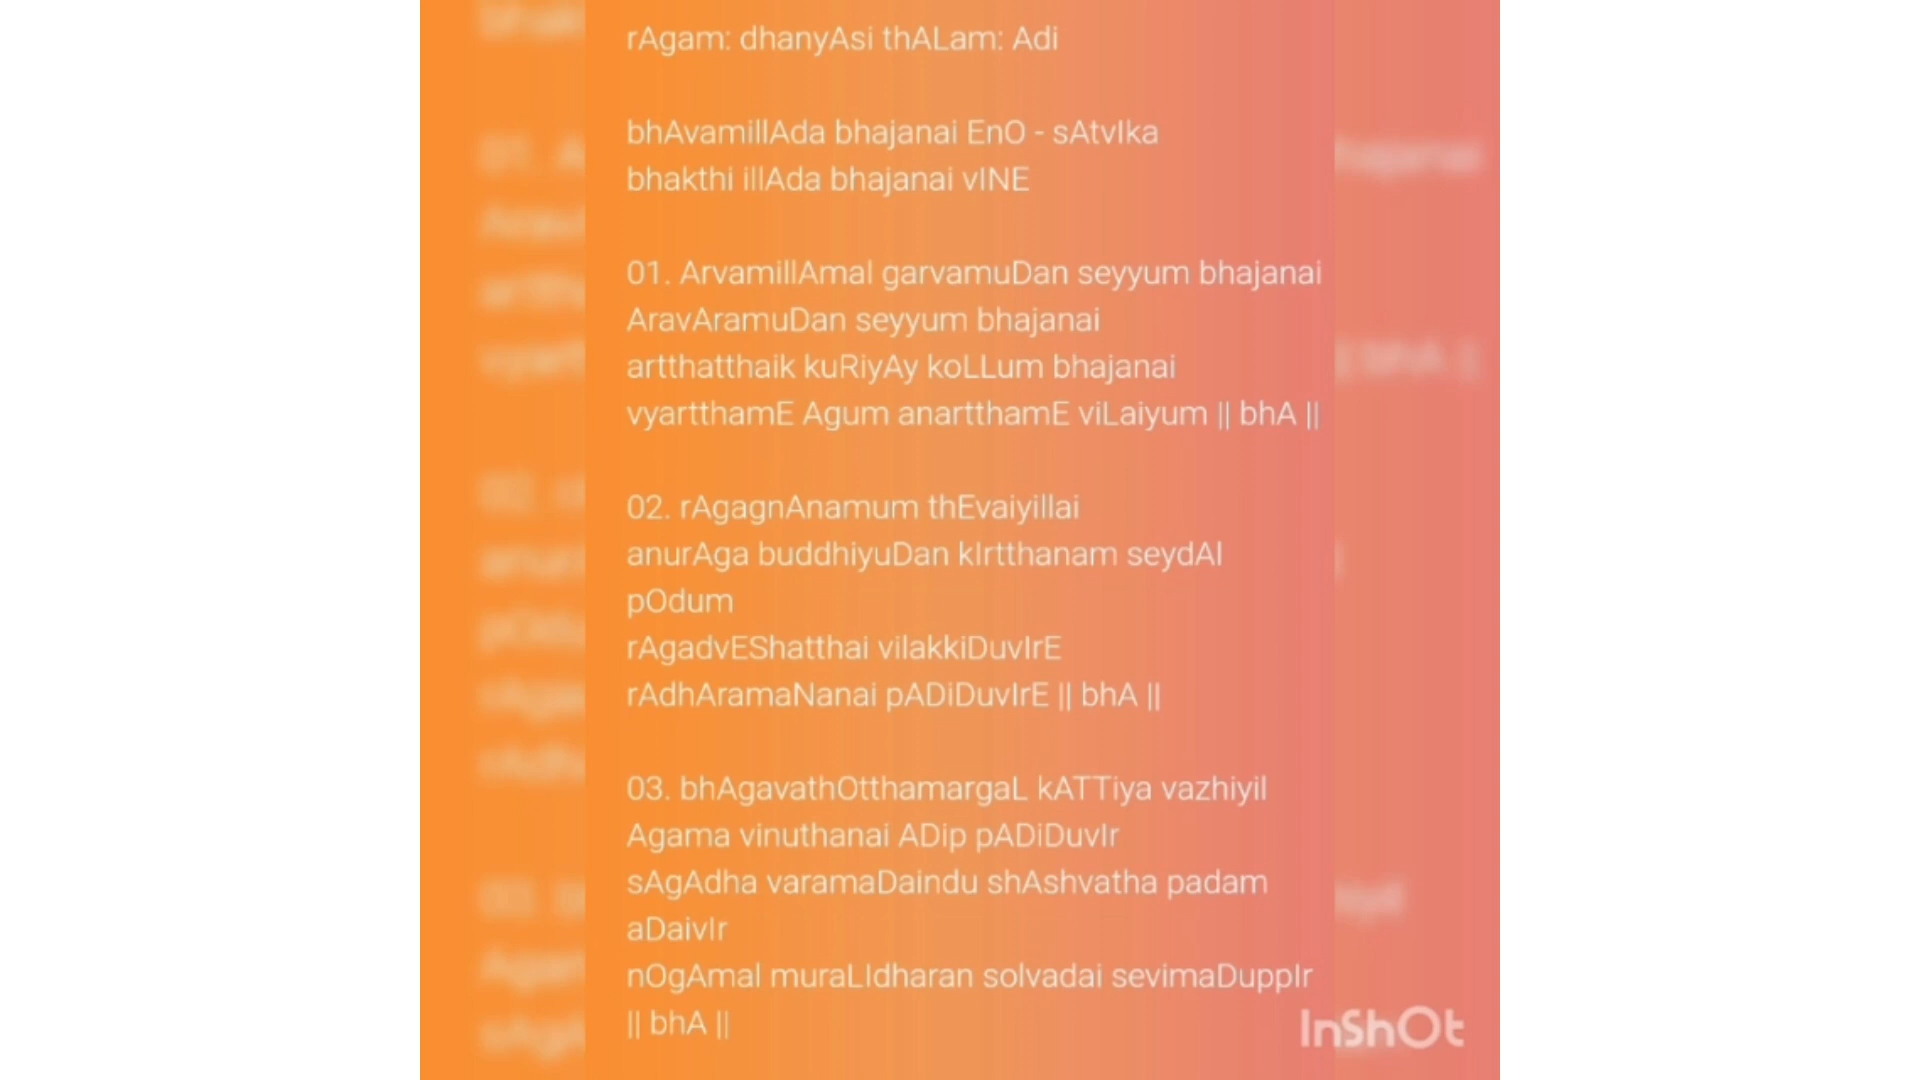 rAgam: dhanyAsi thALam: Adi
bhAvamillAda bhajanai EnO - sAtvIka
bhakthi illAda bhajanai vINE
01. ArvamillAmal garvamuDan seyyum bhajanai
AravAramuDan seyyum bhajanai
artthatthaik kuRiyAy koLLum bhajanai
vyartthamE Agum anartthamE viLaiyum || bhA ||
02. rAgagnAnamum thEvaiyillai
anurAga buddhiyuDan kIrtthanam seydAl
pOdum
rAgadvEShatthai vilakkiDuvIrE
rAdhAramaNanai pADiDuvIrE || bhA ||
03. bhAgavathOtthamargaL kATTiya vazhiyil
Agama vinuthanai ADip pADiDuvIr
sAgAdha varamaDaindu shAshvatha padam
aDaivIr
nOgAmal muraLIdharan solvadai sevimaDuppIr
|| bhA ||
InShOt